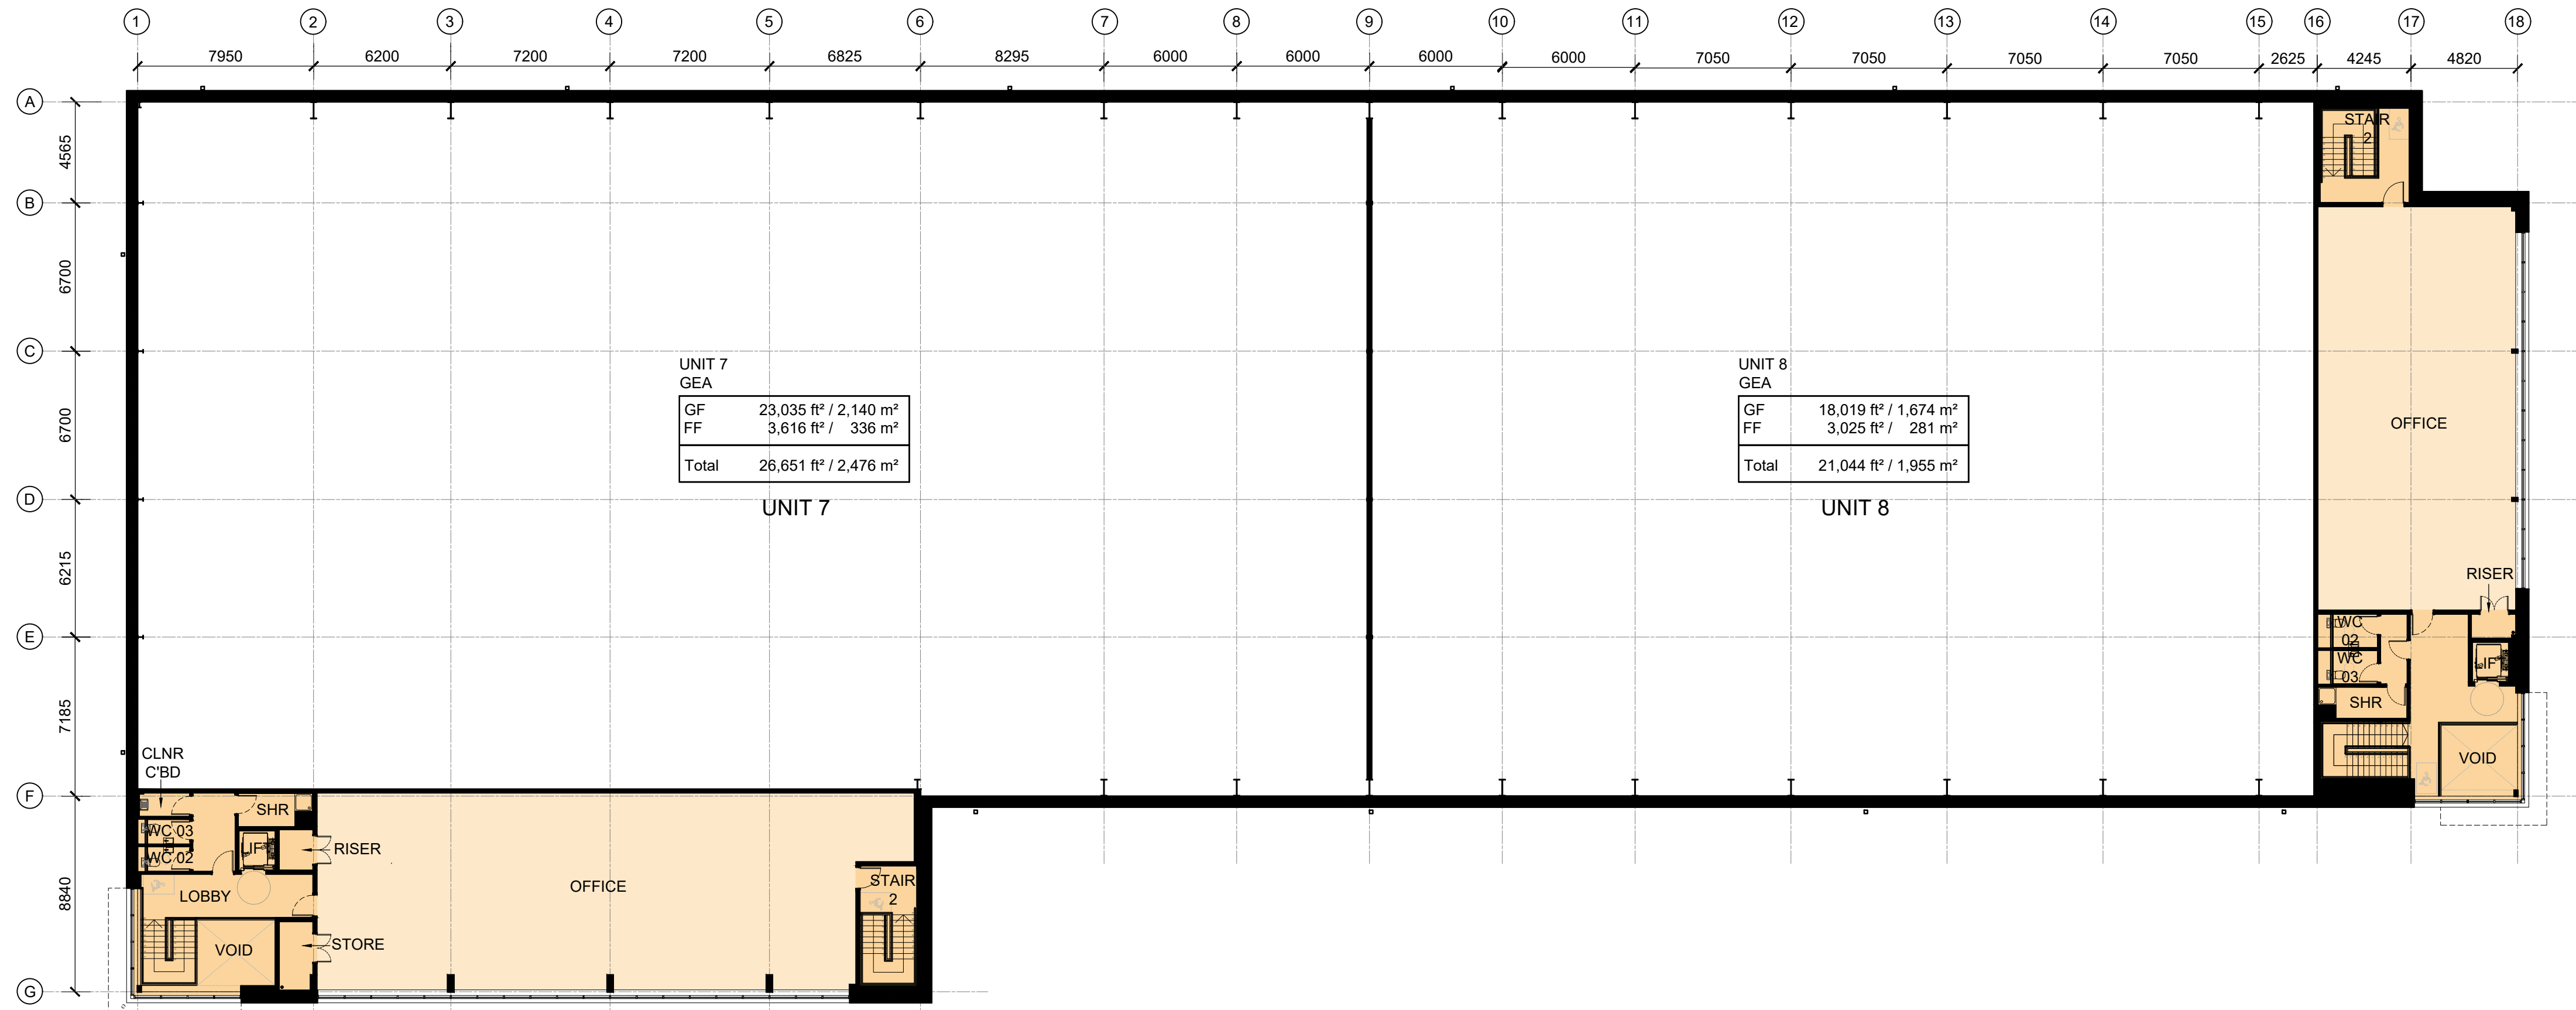 1 2 3 4 5 6 7 8 9 10 11 12 13 14 15 16 17 18
7950 6200 7200 7200 6825 8295 6000 6000 6000 6000 7050 7050 7050 7050 2625 4245 4820
A
4565
B
6700
C
6700
D
6215
E
7185
F
8840
G
UNIT 7
GEA
GF 23,035 ft² / 2,140 m²
FF 3,616 ft² / 336 m²
Total 26,651 ft² / 2,476 m²
UNIT 7
UNIT 8
GEA
GF 18,019 ft² / 1,674 m²
FF 3,025 ft² / 281 m²
Total 21,044 ft² / 1,955 m²
UNIT 8
STAIR
2
OFFICE
RISER
WC
02
WC
03
LIFT
SHR
VOID
CLNR
C'BD
SHR
WC 03
WC 02
LIFT
RISER
LOBBY
VOID
STORE
OFFICE
STAIR
2